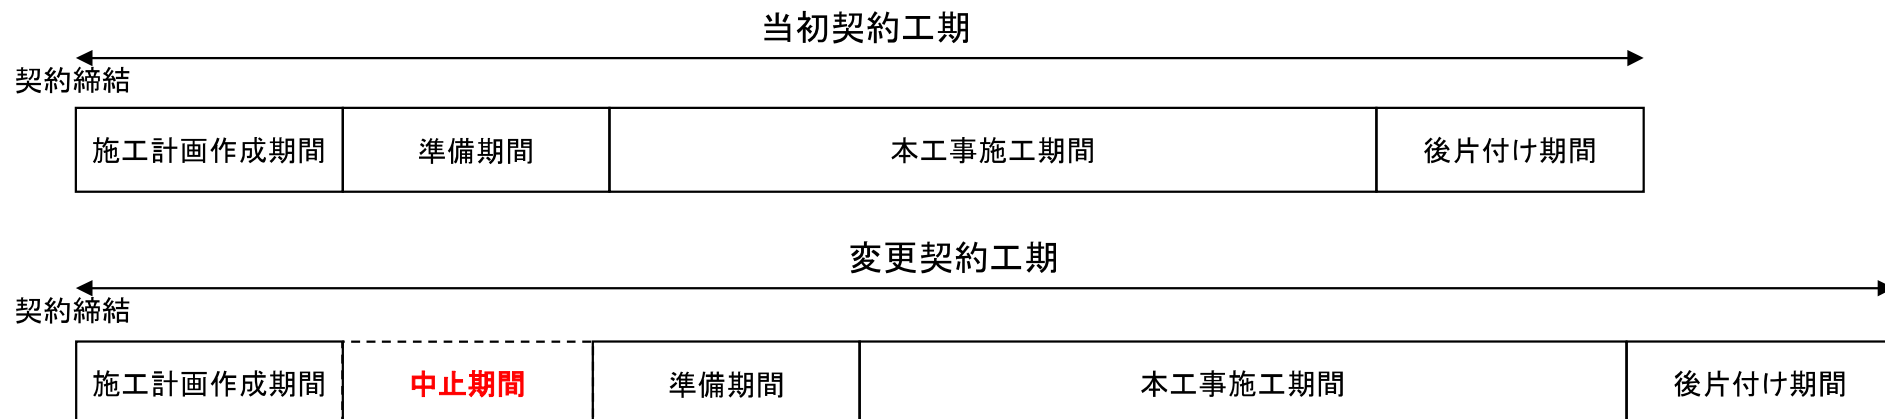 当初契約工期
契約締結
施工計画作成期間 準備期間 本工事施工期間 後片付け期間
変更契約工期
契約締結
施工計画作成期間 中止期間 準備期間 本工事施工期間 後片付け期間